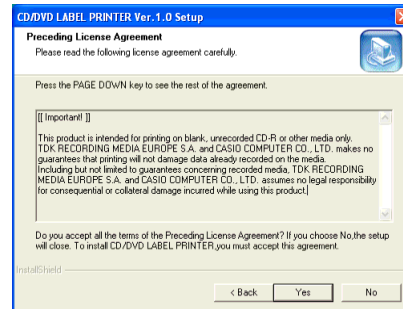 CD/DVD LABEL PRINTER Ver.1.0 Setup
Preceding License Agreement
Please read the following license agreement carefully.
Press the PAGE DOWN key to see the rest of the agreement.
[[ Important! ]]
This product is intended for printing on blank, unrecorded CD-R or other media only.
TDK RECORDING MEDIA EUROPE S.A. and CASIO COMPUTER CO., LTD. makes no
guarantees that printing will not damage data already recorded on the media.
Including but not limited to guarantees concerning recorded media, TDK RECORDING
MEDIA EUROPE S.A. and CASIO COMPUTER CO., LTD. assumes no legal responsibility
for consequential or collateral damage incurred while using this product.
Do you accept all the terms of the Preceding License Agreement? If you choose No,the setup
will close. To install CD/DVD LABEL PRINTER,you must accept this agreement.
InstallShield
< Back
Yes
No